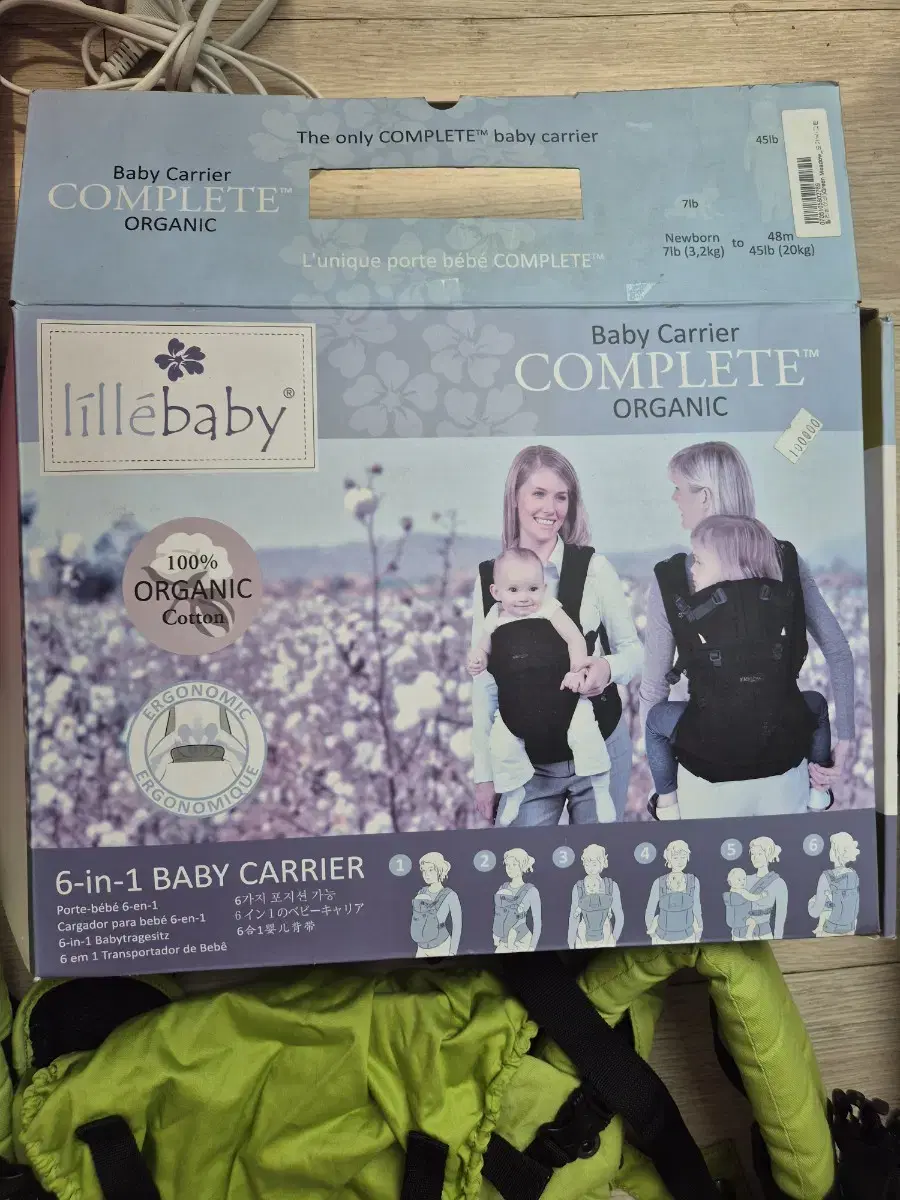 The only COMPLETE™ baby carrier
Baby Carrier
COMPLETE™
ORGANIC
45lb
7lb
Newborn
7lb (3,2kg)
to
48m
45lb (20kg)
L'unique porte bébé COMPLETE™
líllébaby®
Baby Carrier
COMPLETE™
ORGANIC
100800
100%
ORGANIC
Cotton
ERGONOMIC
ERGONOMIQUE
6-in-1 BABY CARRIER
Porte-bébé 6-en-1
Cargador para bebé 6-en-1
6-in-1 Babytragesitz
6 em 1 Transportador de Bebê
6가지 포지션 가능
6イン1のベビーキャリア
6合1婴儿背带
1 2 3 4 5 6